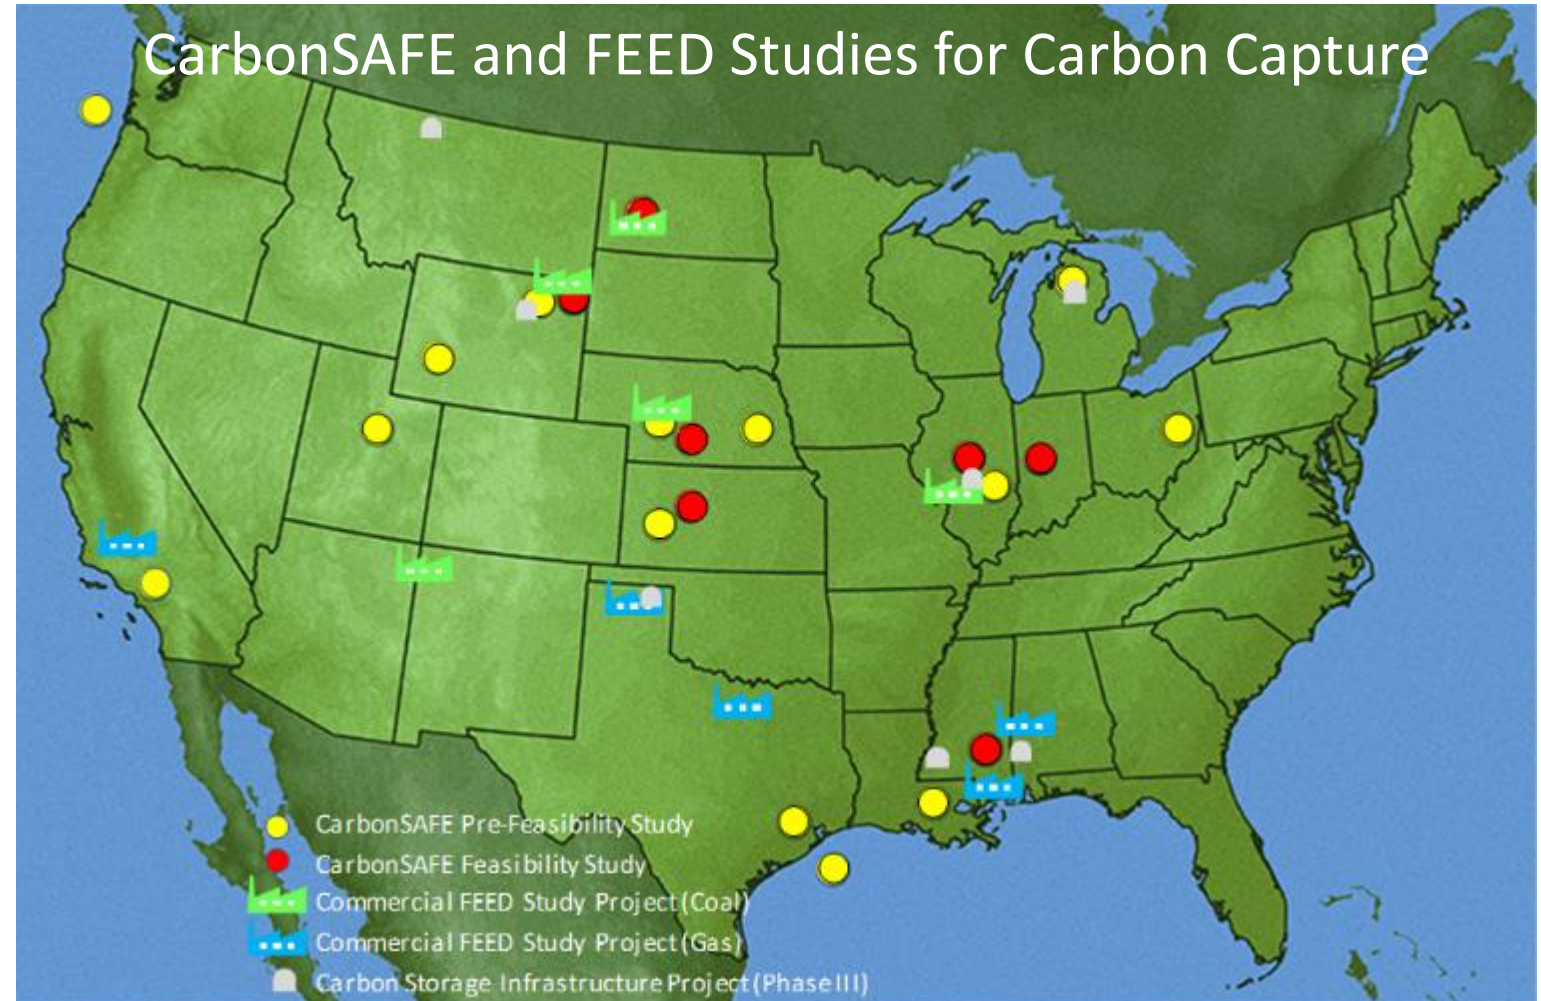 CarbonSAFE and FEED Studies for Carbon Capture
CarbonSAFE Pre-Feasibility Study
CarbonSAFE Feasibility Study
Commercial FEED Study Project (Coal)
Commercial FEED Study Project (Gas)
Carbon Storage Infrastructure Project (Phase III)